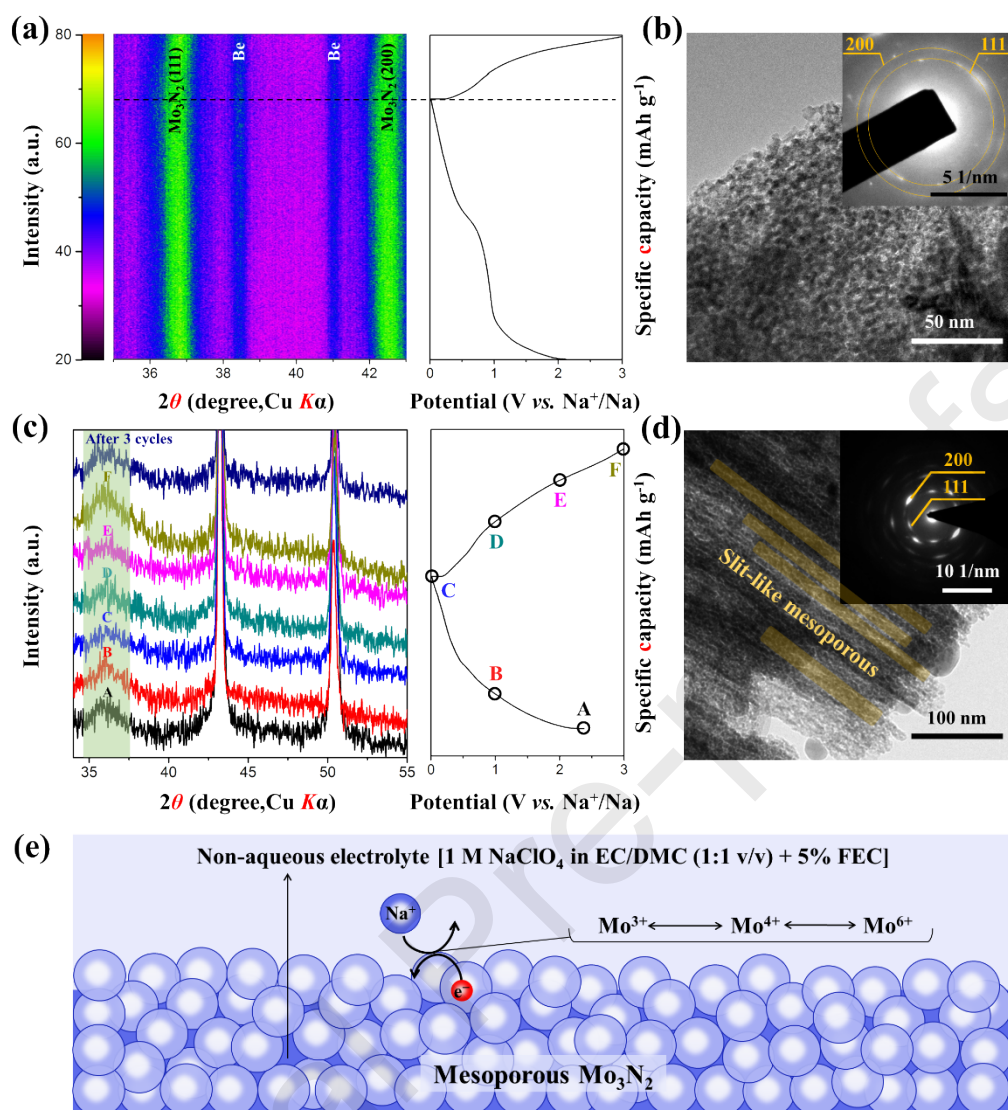 (a)
80
70
60
50
40
30
20
Intensity (a.u.)
Mo₃N₂ (111)
Be
Be
Mo₃N₂ (200)
36 38 40 42
2θ (degree,Cu Kα)
0 1 2 3
Potential (V vs. Na⁺/Na)
Specific capacity (mAh g⁻¹)
(b)
200
111
5 1/nm
50 nm
(c)
After 3 cycles
F
E
D
C
B
A
Intensity (a.u.)
35 40 45 50 55
2θ (degree,Cu Kα)
F
E
D
C
B
A
0 1 2 3
Potential (V vs. Na⁺/Na)
Specific capacity (mAh g⁻¹)
(d)
200
111
10 1/nm
Slit-like mesoporous
100 nm
(e)
Non-aqueous electrolyte [1 M NaClO₄ in EC/DMC (1:1 v/v) + 5% FEC]
Na⁺
Mo³⁺ ⟷ Mo⁴⁺ ⟷ Mo⁶⁺
e⁻
Mesoporous Mo₃N₂